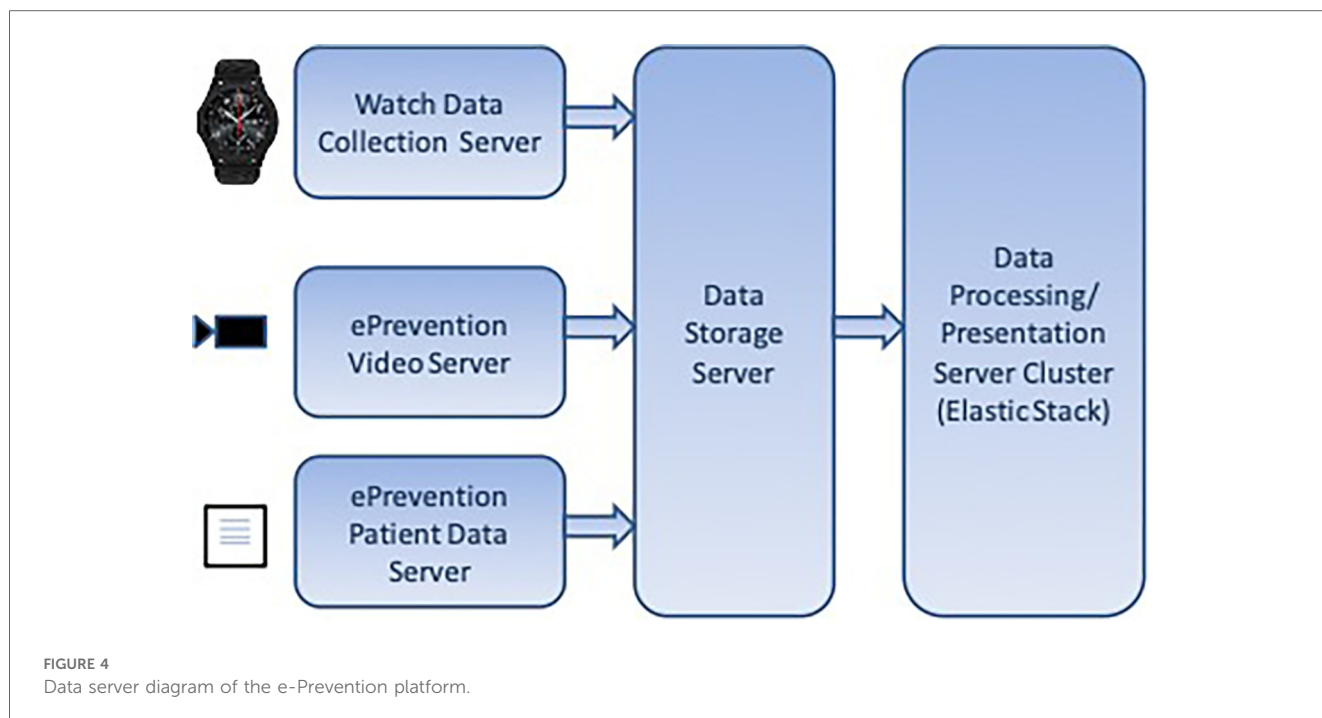 Watch Data
Collection Server
ePrevention
Video Server
ePrevention
Patient Data
Server
Data
Storage
Server
Data
Processing/
Presentation
Server Cluster
(Elastic Stack)
FIGURE 4
Data server diagram of the e-Prevention platform.